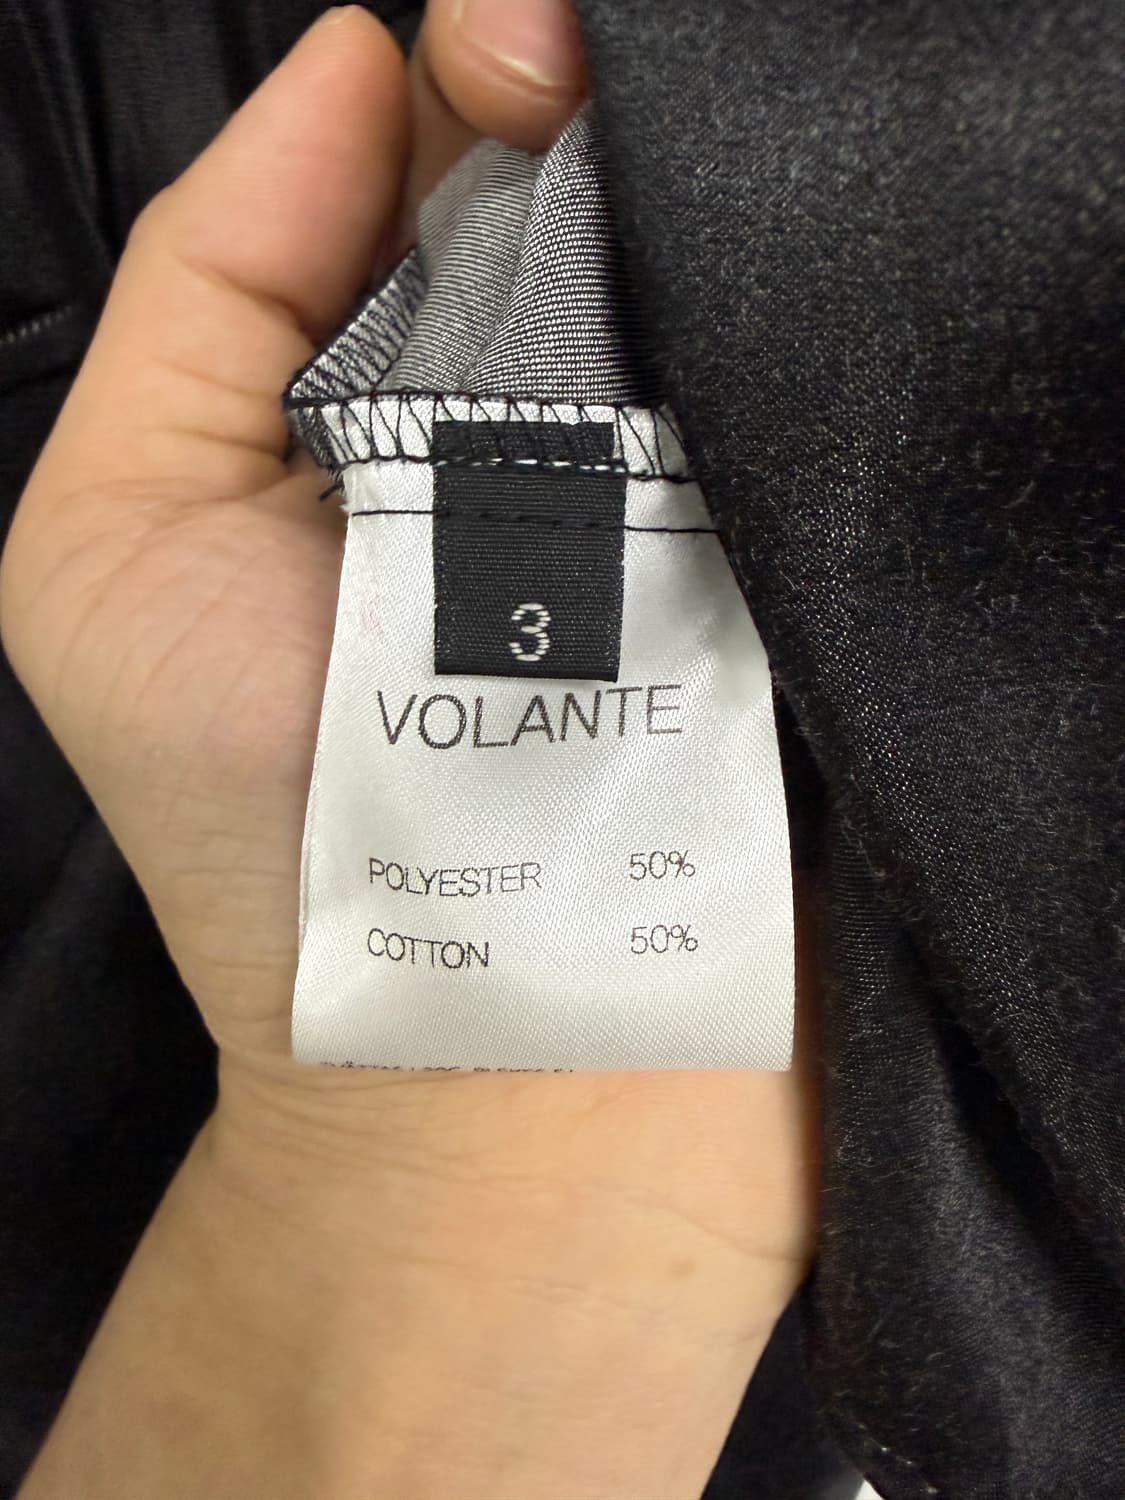 3
VOLANTE
POLYESTER 50%
COTTON 50%